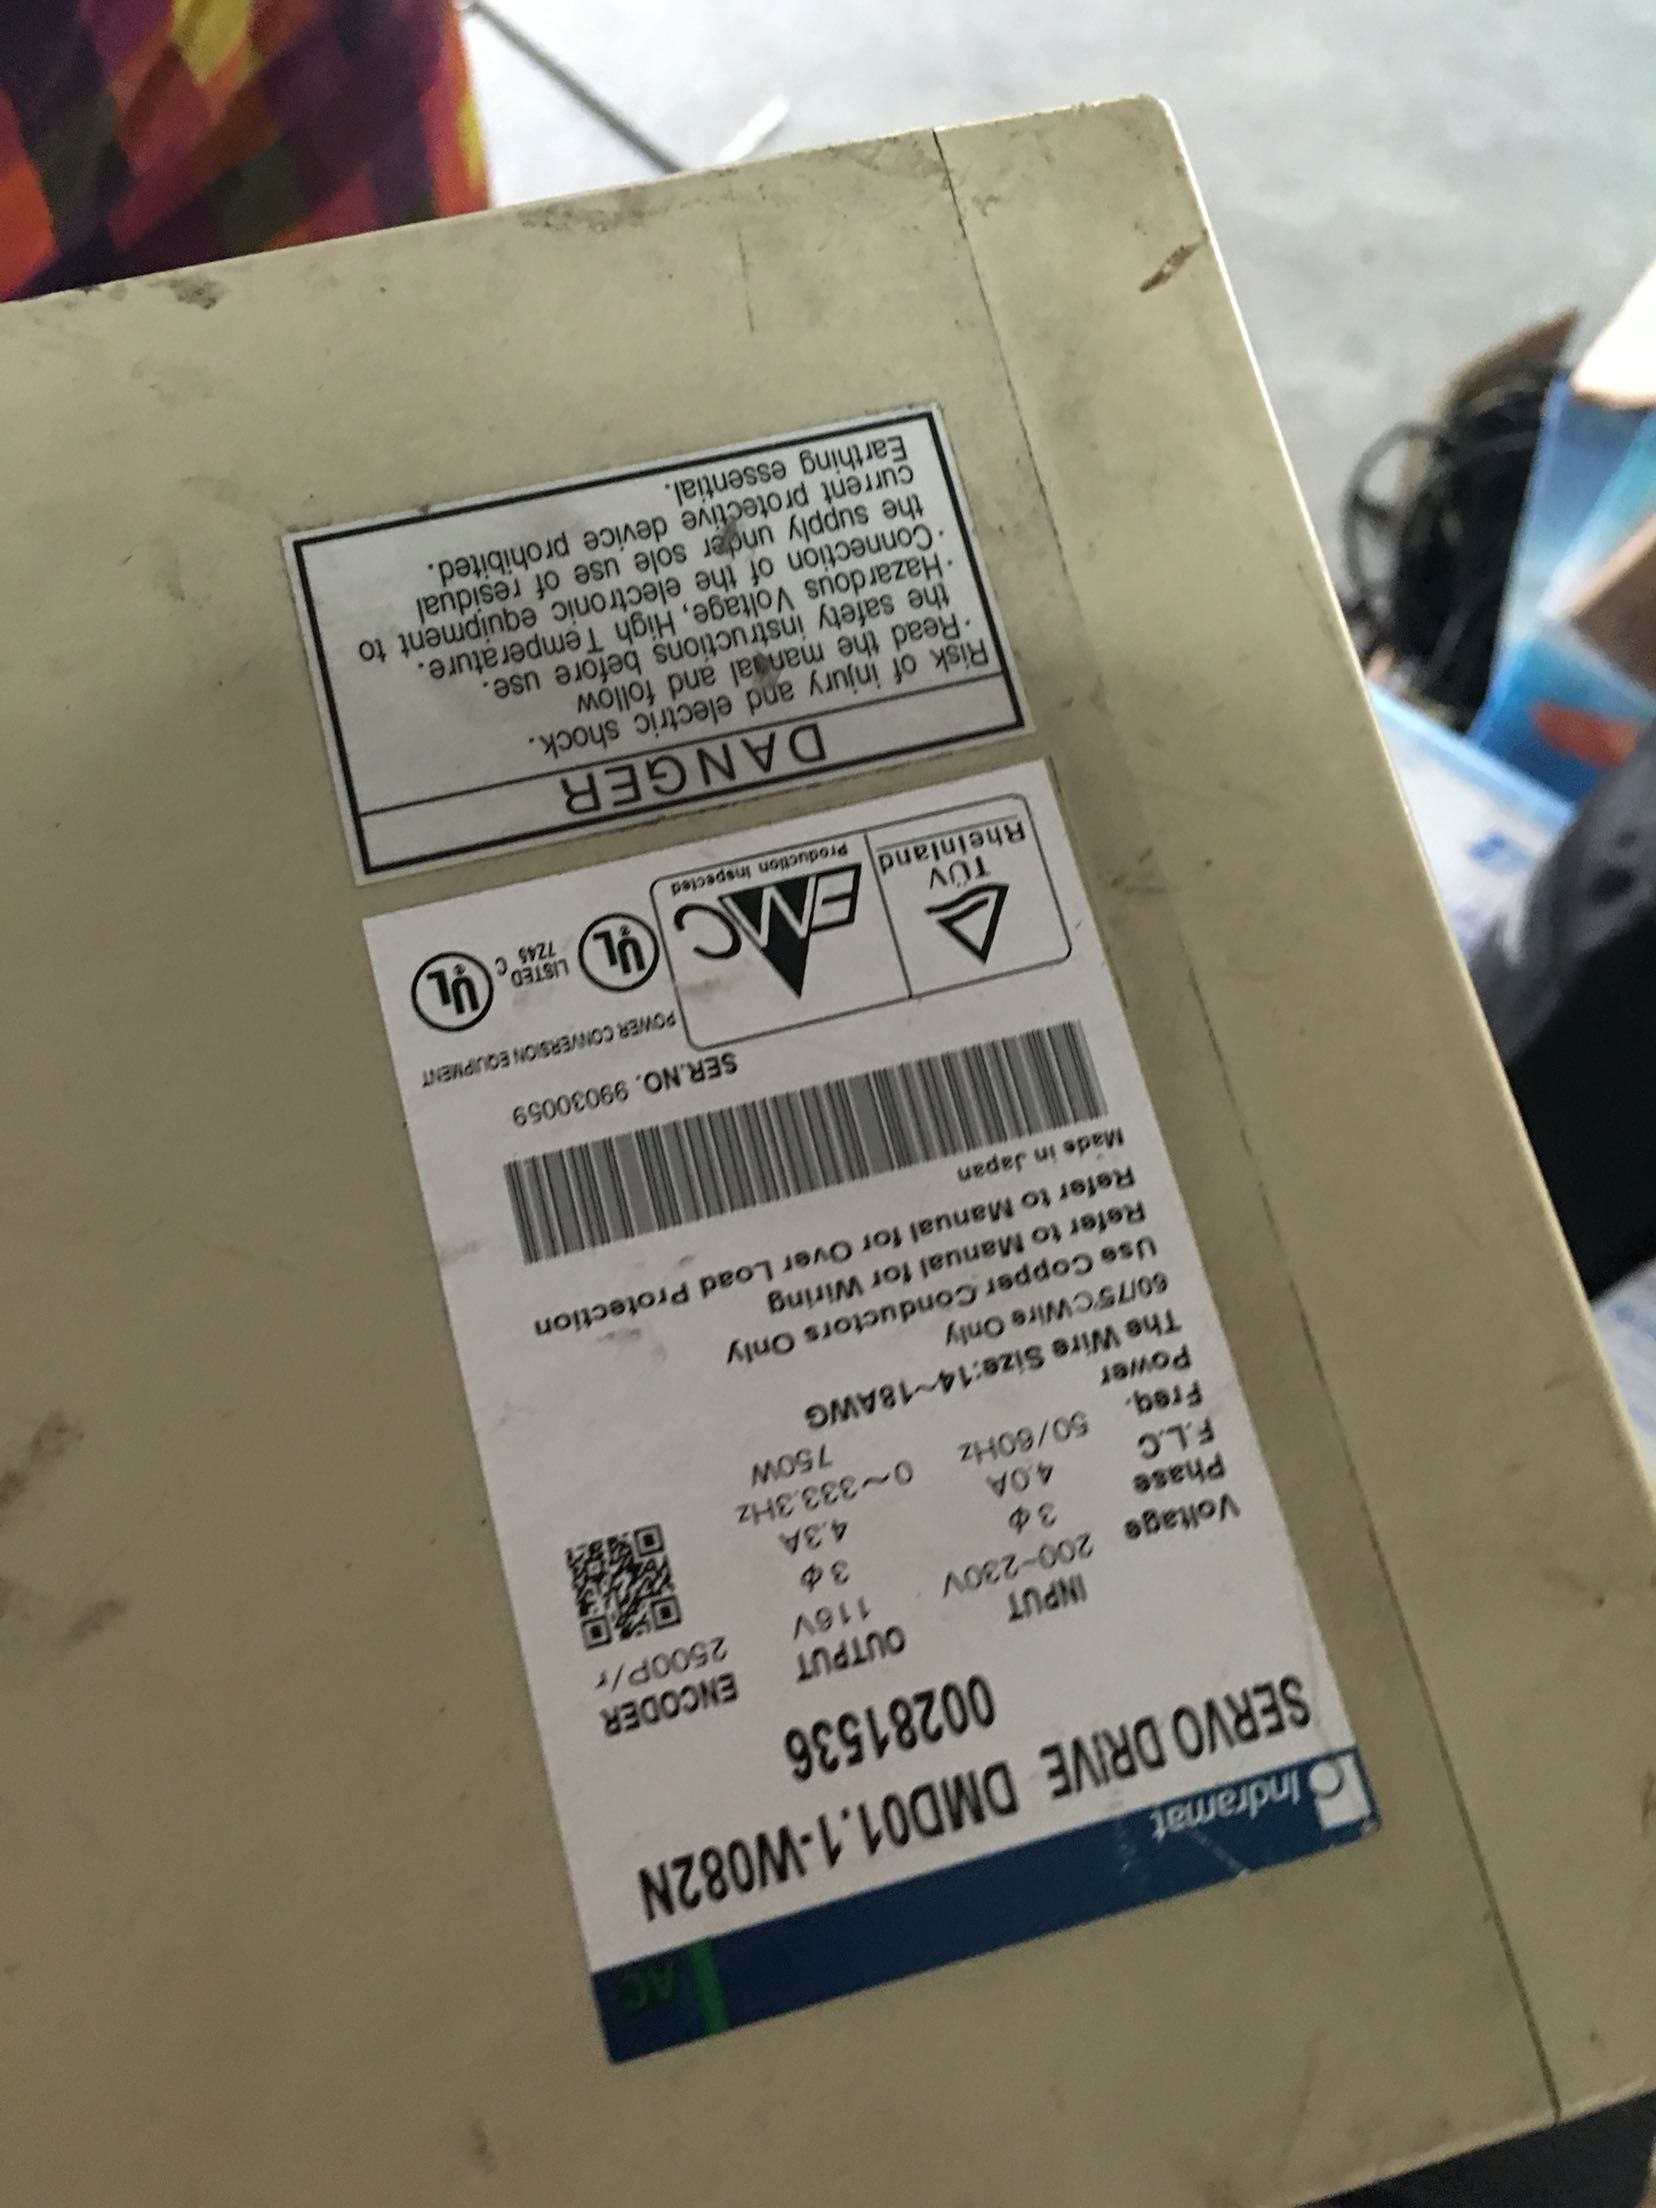 Indramat
AC
SERVO DRIVE DMD01.1-W082N
00281536
INPUT OUTPUT ENCODER
Voltage 200~230V 116V 2500P/r
Phase 3ϕ 3ϕ
F.L.C 4.0A 4.3A
Freq. 50/60Hz 0~333.3Hz
Power 750W
The Wire Size:14~18AWG
60/75°CWire Only
Use Copper Conductors Only
Refer to Manual for Wiring
Refer to Manual for Over Load Protection
Made in Japan
SER.NO. 99030059
POWER CONVERSION EQUIPMENT
TÜV
Rheinland
EMC
Production Inspected
UL
LISTED
7Z45
C
UL
DANGER
Risk of injury and electric shock.
·Read the manual and follow
the safety instructions before use.
·Hazardous Voltage, High Temperature.
·Connection of the electronic equipment to
the supply under sole use of residual
current protective device prohibited.
Earthing essential.